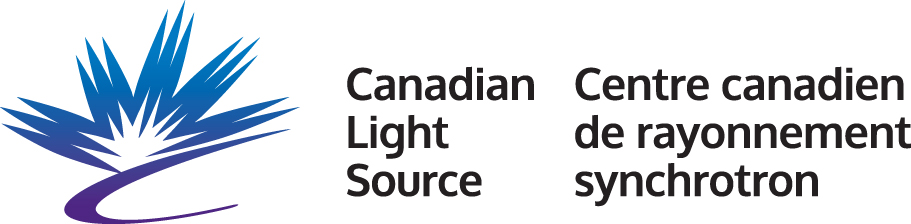 Canadian
Light
Source
Centre canadien
de rayonnement
synchrotron